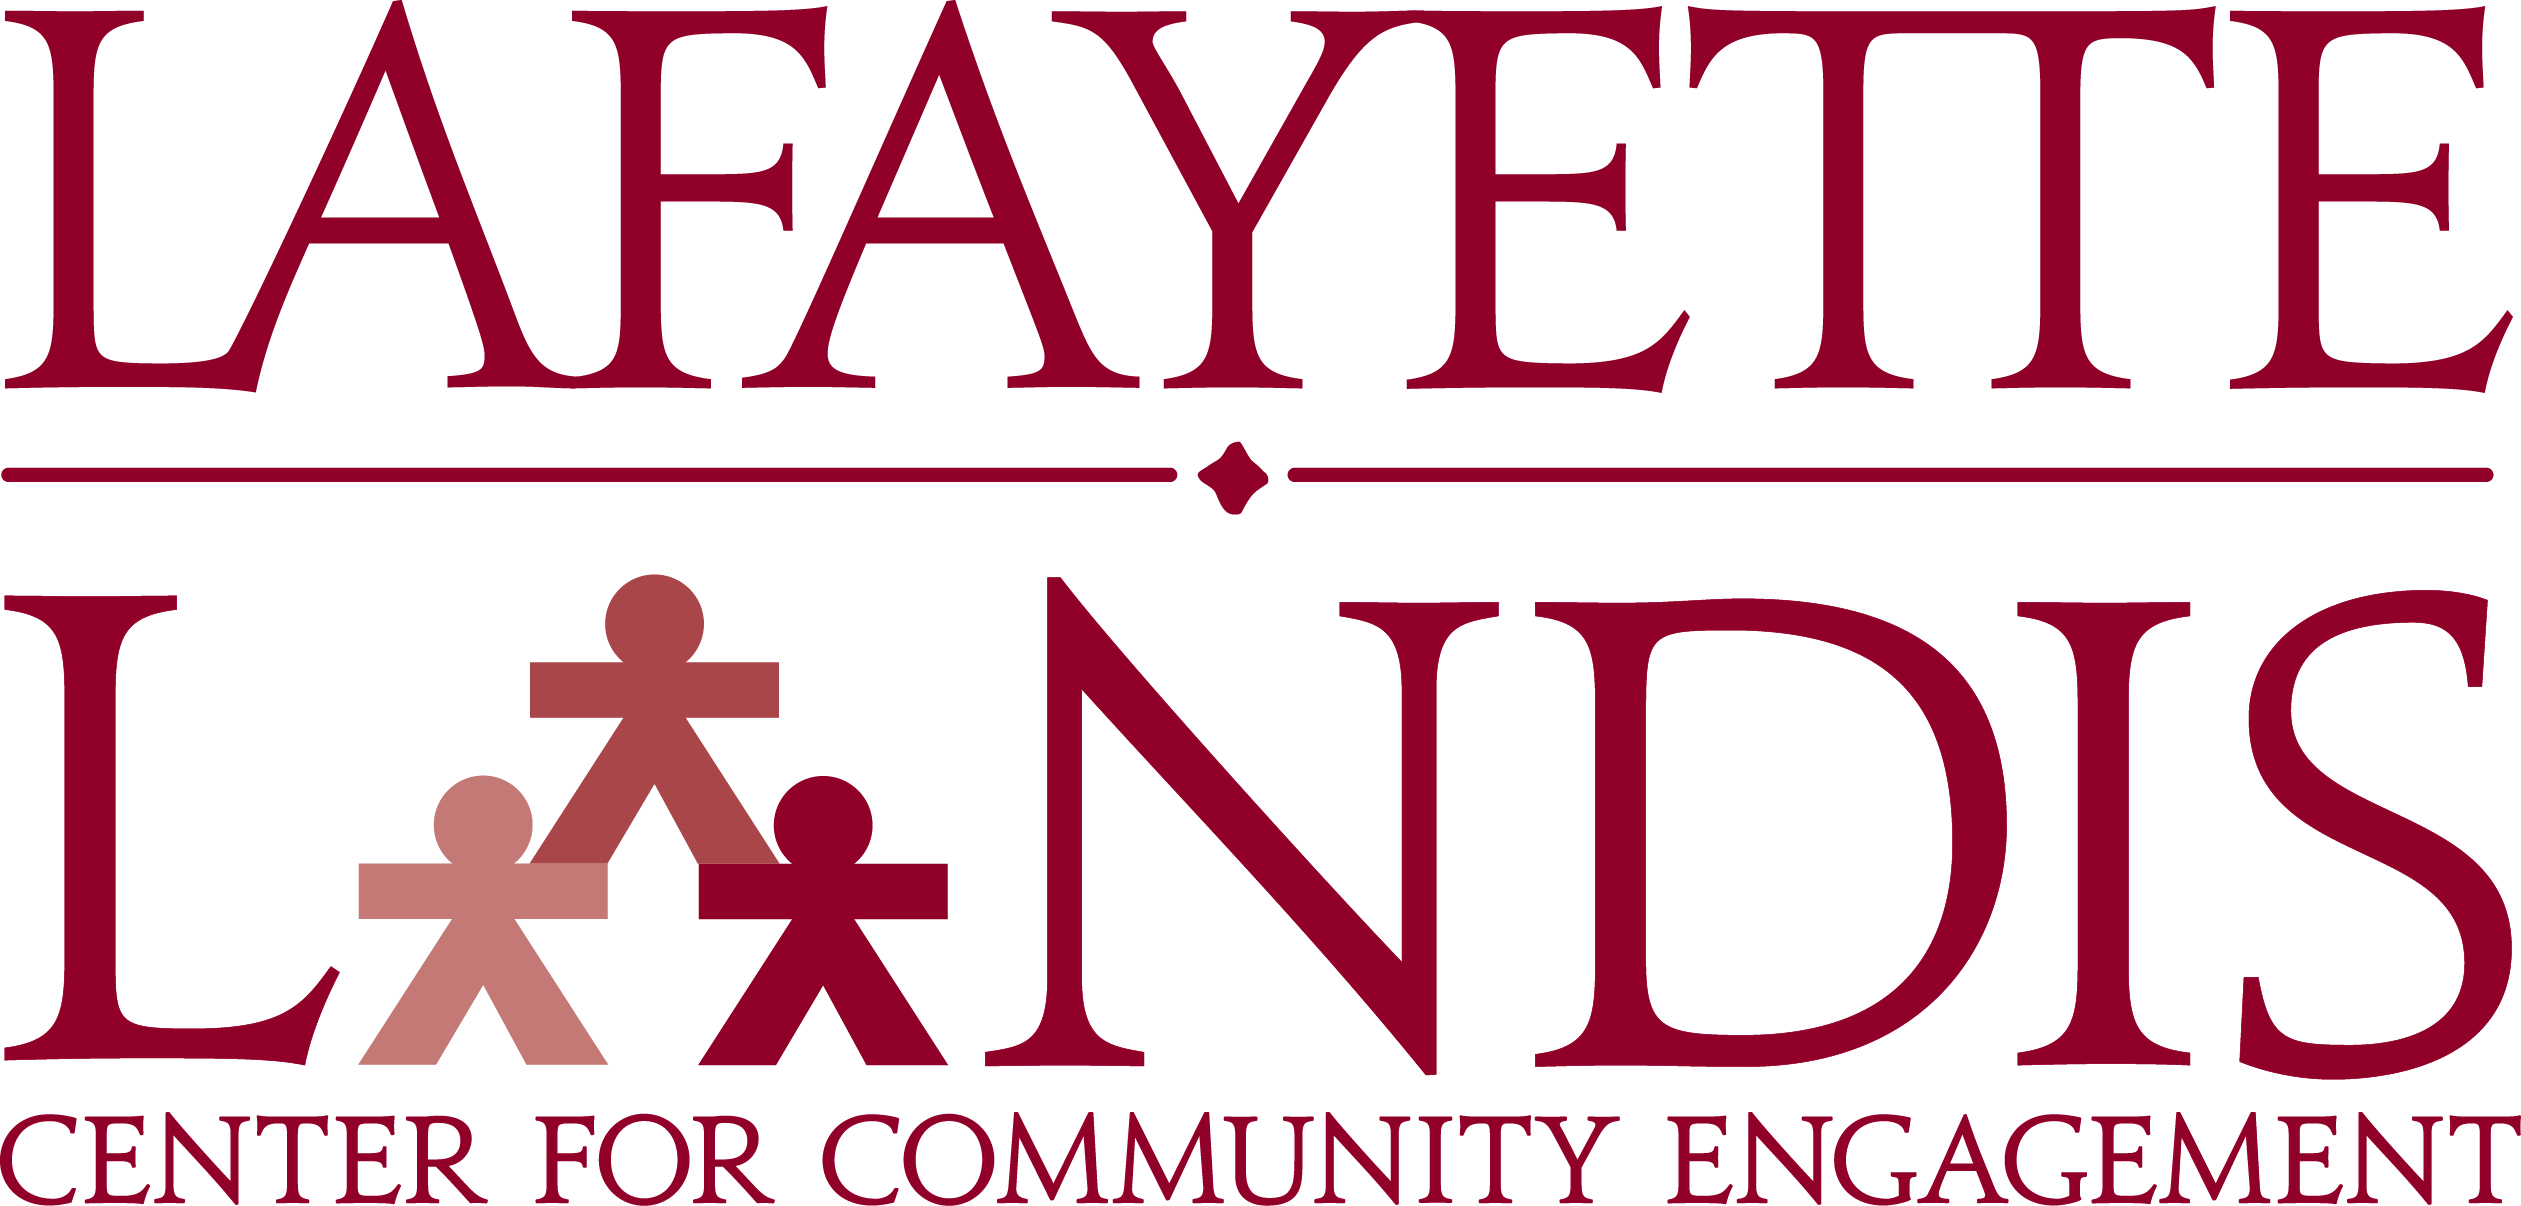 LAFAYETTE
LANDIS
CENTER FOR COMMUNITY ENGAGEMENT